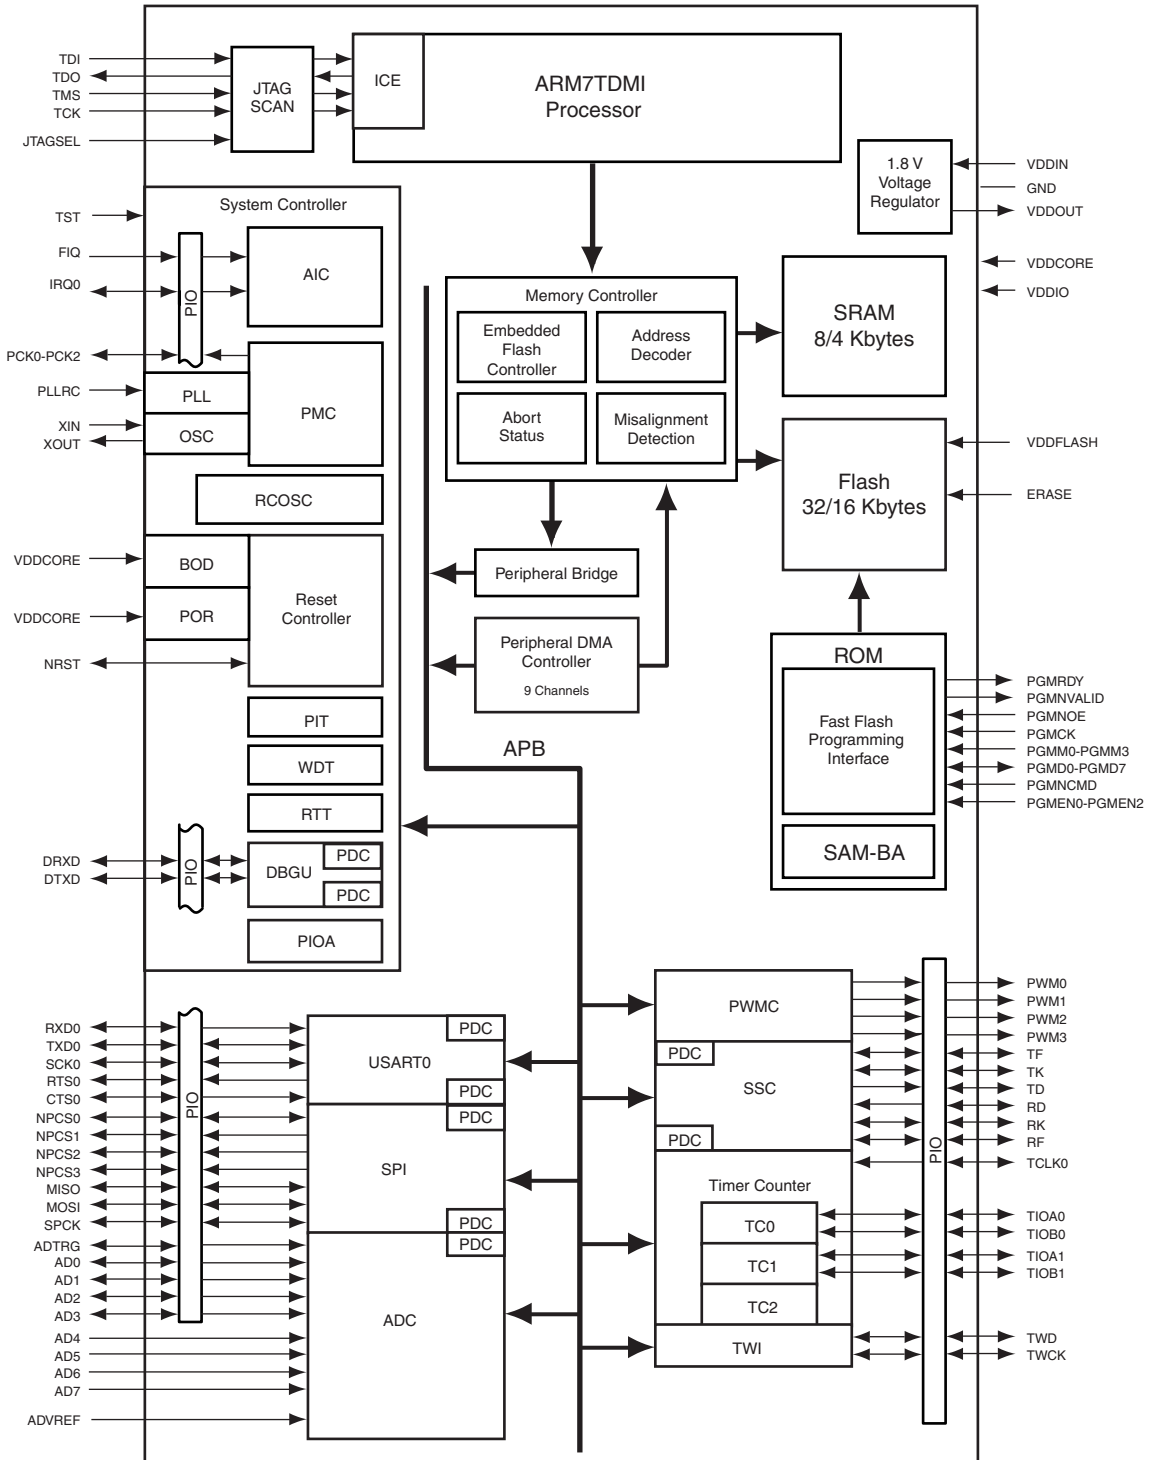 TDI
TDO
TMS
TCK
JTAGSEL
JTAG
SCAN
ICE
ARM7TDMI
Processor
1.8 V
Voltage
Regulator
VDDIN
GND
VDDOUT
VDDCORE
VDDIO
System Controller
TST
FIQ
IRQ0
PIO
AIC
PCK0-PCK2
PLLRC
PLL
PMC
XIN
XOUT
OSC
RCOSC
VDDCORE
BOD
Reset
Controller
VDDCORE
POR
NRST
PIT
WDT
RTT
DRXD
DTXD
PIO
DBGU
PDC
PDC
PIOA
Memory Controller
Embedded
Flash
Controller
Address
Decoder
Abort
Status
Misalignment
Detection
SRAM
8/4 Kbytes
Flash
32/16 Kbytes
VDDFLASH
ERASE
Peripheral Bridge
Peripheral DMA
Controller
9 Channels
APB
ROM
Fast Flash
Programming
Interface
SAM-BA
PGMRDY
PGMNVALID
PGMNOE
PGMCK
PGMM0-PGMM3
PGMD0-PGMD7
PGMNCMD
PGMEN0-PGMEN2
RXD0
TXD0
SCK0
RTS0
CTS0
NPCS0
NPCS1
NPCS2
NPCS3
MISO
MOSI
SPCK
ADTRG
AD0
AD1
AD2
AD3
AD4
AD5
AD6
AD7
ADVREF
PIO
PDC
USART0
PDC
PDC
SPI
PDC
PDC
ADC
PWMC
PDC
SSC
PDC
Timer Counter
TC0
TC1
TC2
TWI
PIO
PWM0
PWM1
PWM2
PWM3
TF
TK
TD
RD
RK
RF
TCLK0
TIOA0
TIOB0
TIOA1
TIOB1
TWD
TWCK